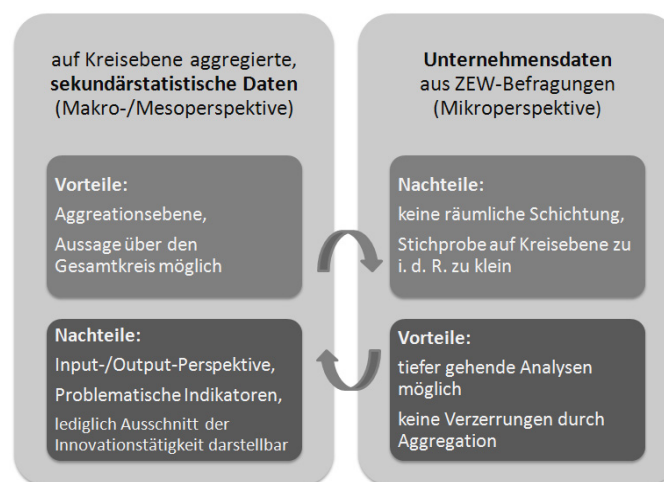 auf Kreisebene aggregierte,
sekundärstatistische Daten
(Makro-/Mesoperspektive)
Vorteile:
Aggreationsebene,
Aussage über den
Gesamtkreis möglich
Nachteile:
Input-/Output-Perspektive,
Problematische Indikatoren,
lediglich Ausschnitt der
Innovationstätigkeit darstellbar
Unternehmensdaten
aus ZEW-Befragungen
(Mikroperspektive)
Nachteile:
keine räumliche Schichtung,
Stichprobe auf Kreisebene zu
i. d. R. zu klein
Vorteile:
tiefer gehende Analysen
möglich
keine Verzerrungen durch
Aggregation